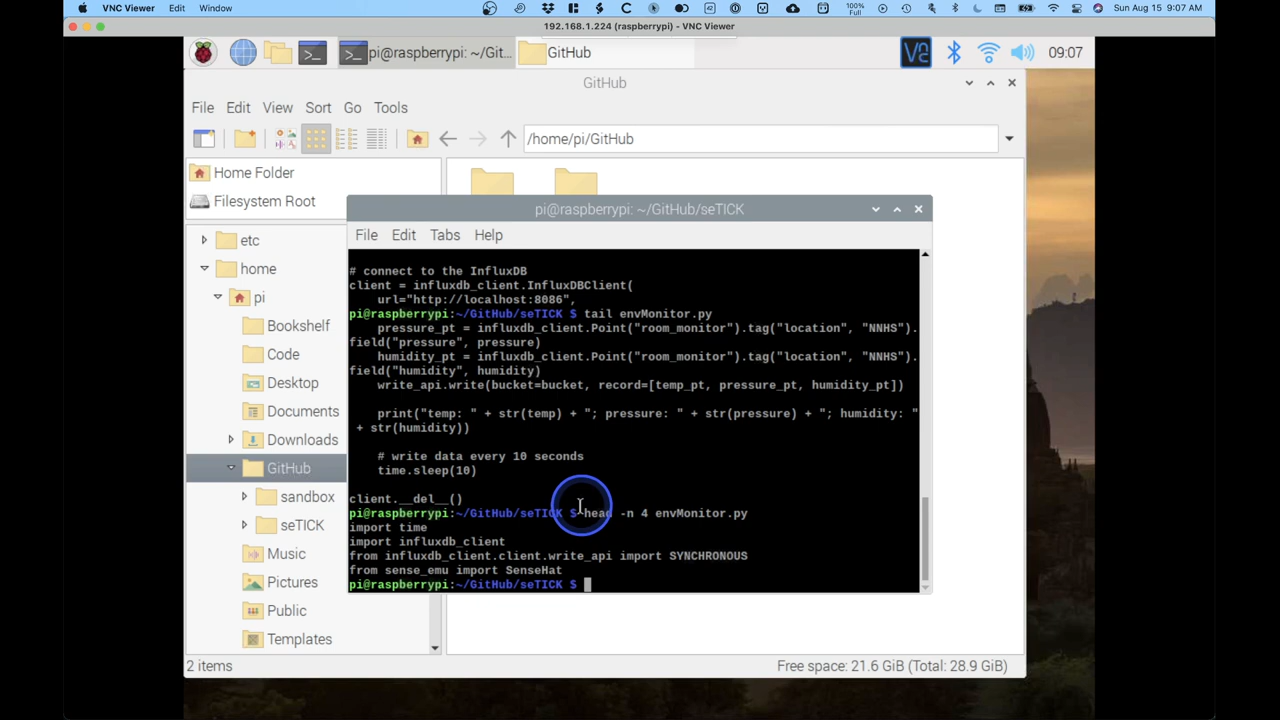 VNC Viewer Edit Window
100% Full
Sun Aug 15 9:07 AM
192.168.1.224 (raspberrypi) - VNC Viewer
pi@raspberrypi: ~/Git...
GitHub
09:07
GitHub
File Edit View Sort Go Tools
/home/pi/GitHub
Home Folder
Filesystem Root
etc
home
pi
Bookshelf
Code
Desktop
Documents
Downloads
GitHub
sandbox
seTICK
Music
Pictures
Public
Templates
pi@raspberrypi: ~/GitHub/seTICK
File Edit Tabs Help
# connect to the InfluxDB
client = influxdb_client.InfluxDBClient(
    url="http://localhost:8086",
pi@raspberrypi:~/GitHub/seTICK $ tail envMonitor.py
    pressure_pt = influxdb_client.Point("room_monitor").tag("location", "NNHS").
field("pressure", pressure)
    humidity_pt = influxdb_client.Point("room_monitor").tag("location", "NNHS").
field("humidity", humidity)
    write_api.write(bucket=bucket, record=[temp_pt, pressure_pt, humidity_pt])
    print("temp: " + str(temp) + "; pressure: " + str(pressure) + "; humidity: "
 + str(humidity))
    # write data every 10 seconds
    time.sleep(10)
client.__del__()
pi@raspberrypi:~/GitHub/seTICK $ head -n 4 envMonitor.py
import time
import influxdb_client
from influxdb_client.client.write_api import SYNCHRONOUS
from sense_emu import SenseHat
pi@raspberrypi:~/GitHub/seTICK $
2 items
Free space: 21.6 GiB (Total: 28.9 GiB)